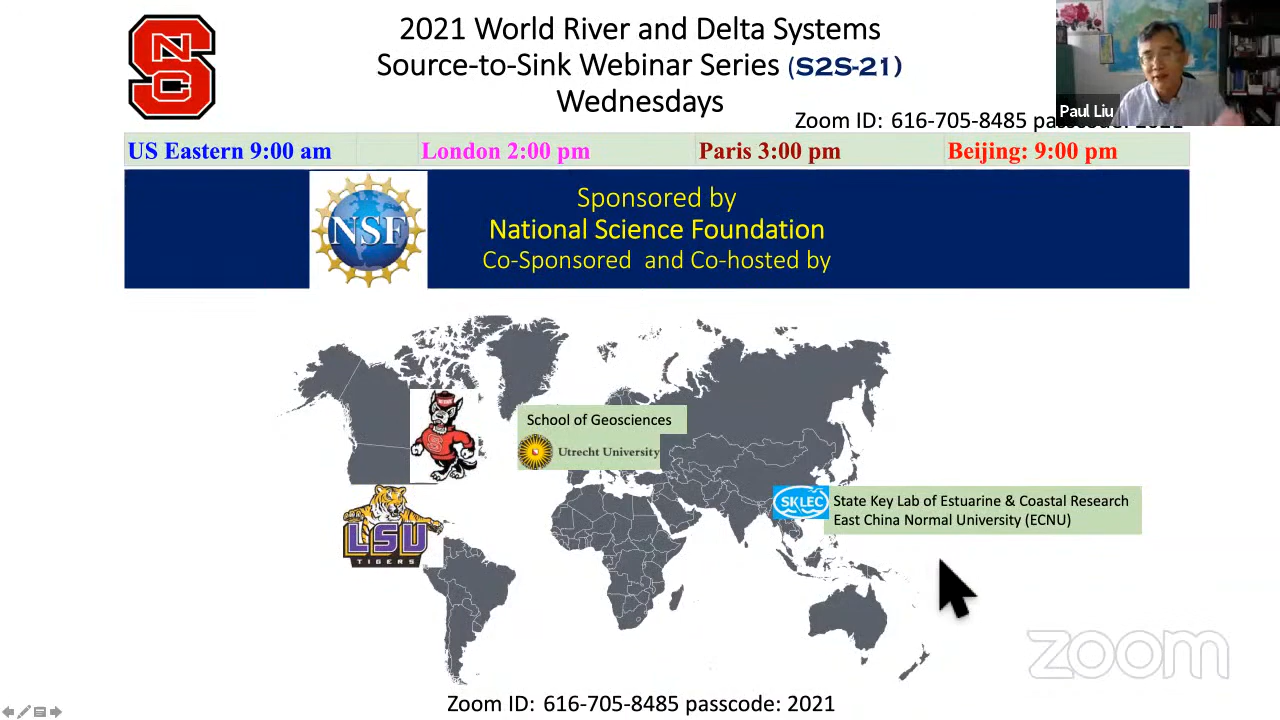 2021 World River and Delta Systems
Source-to-Sink Webinar Series (S2S-21)
Wednesdays
Paul Liu
Zoom ID: 616-705-8485
US Eastern 9:00 am
London 2:00 pm
Paris 3:00 pm
Beijing: 9:00 pm
NSF
Sponsored by
National Science Foundation
Co-Sponsored and Co-hosted by
School of Geosciences
Utrecht University
LSU
TIGERS
SKLEC
State Key Lab of Estuarine & Coastal Research
East China Normal University (ECNU)
zoom
Zoom ID: 616-705-8485 passcode: 2021